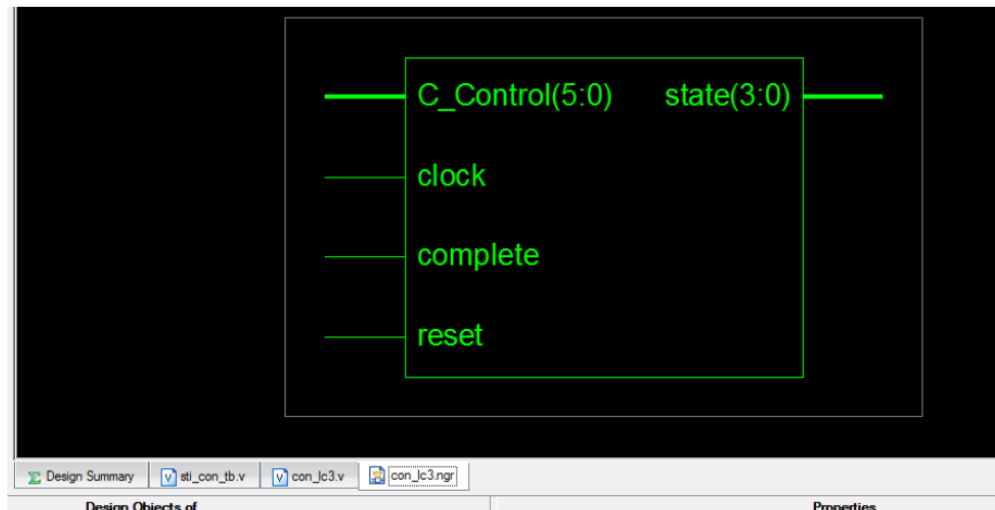 C_Control(5:0) state(3:0)
clock
complete
reset
Design Summary sti_con_tb.v con_lc3.v con_lc3.ngr
Design Objects of Properties